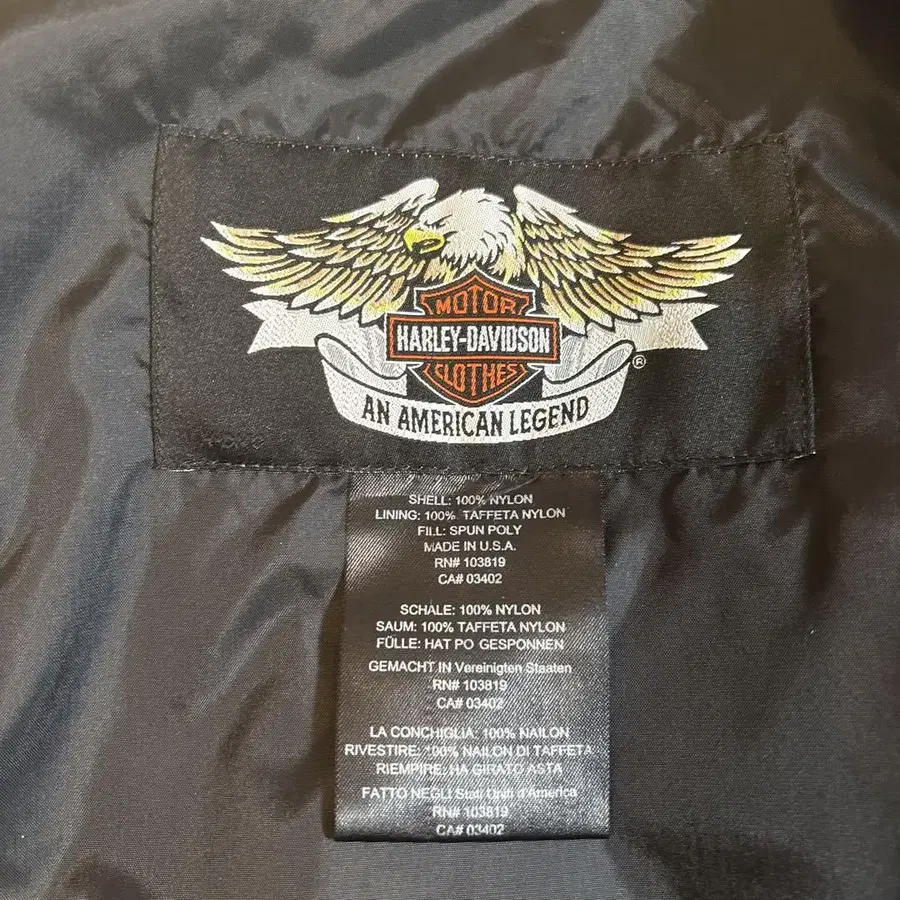 MOTOR
HARLEY-DAVIDSON
CLOTHES
®
AN AMERICAN LEGEND
SHELL: 100% NYLON
LINING: 100% TAFFETA NYLON
FILL: SPUN POLY
MADE IN U.S.A.
RN# 103819
CA# 03402
SCHALE: 100% NYLON
SAUM: 100% TAFFETA NYLON
FÜLLE: HAT PO GESPONNEN
GEMACHT IN Vereinigten Staaten
RN# 103819
CA# 03402
LA CONCHIGLIA: 100% NAILON
RIVESTIRE: 100% NAILON DI TAFFETA
RIEMPIRE: HA GIRATO ASTA
FATTO NEGLI Stati Uniti d'America
RN# 103819
CA# 03402